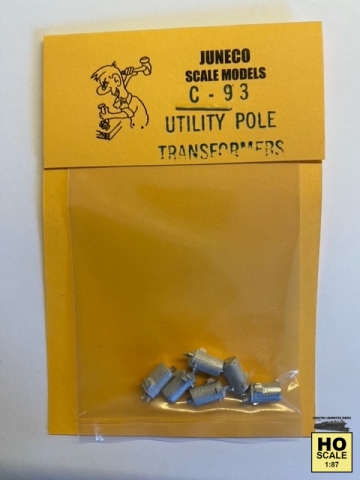 JUNECO
SCALE MODELS
C-93
UTILITY POLE
TRANSFORMERS
HO
SCALE
1:87